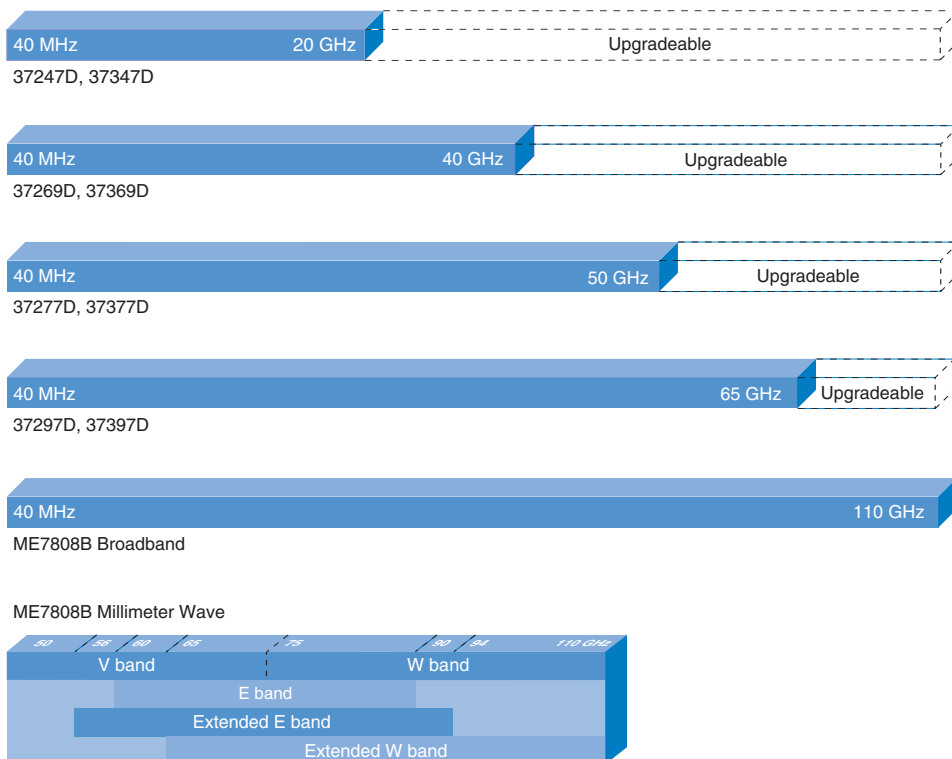 40 MHz 20 GHz Upgradeable
37247D, 37347D
40 MHz 40 GHz Upgradeable
37269D, 37369D
40 MHz 50 GHz Upgradeable
37277D, 37377D
40 MHz 65 GHz Upgradeable
37297D, 37397D
40 MHz 110 GHz
ME7808B Broadband
ME7808B Millimeter Wave
50 56 60 65 75 90 94 110 GHz
V band W band
E band
Extended E band
Extended W band